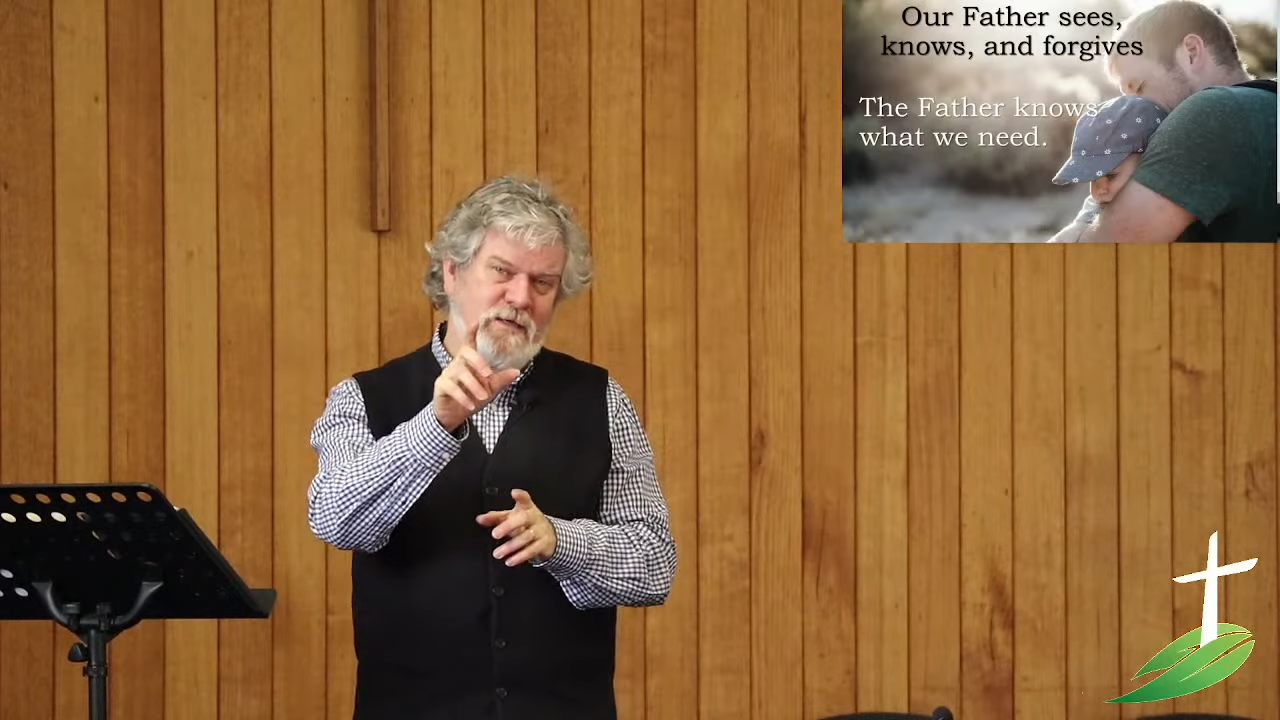 Our Father sees,
knows, and forgives
The Father knows
what we need.